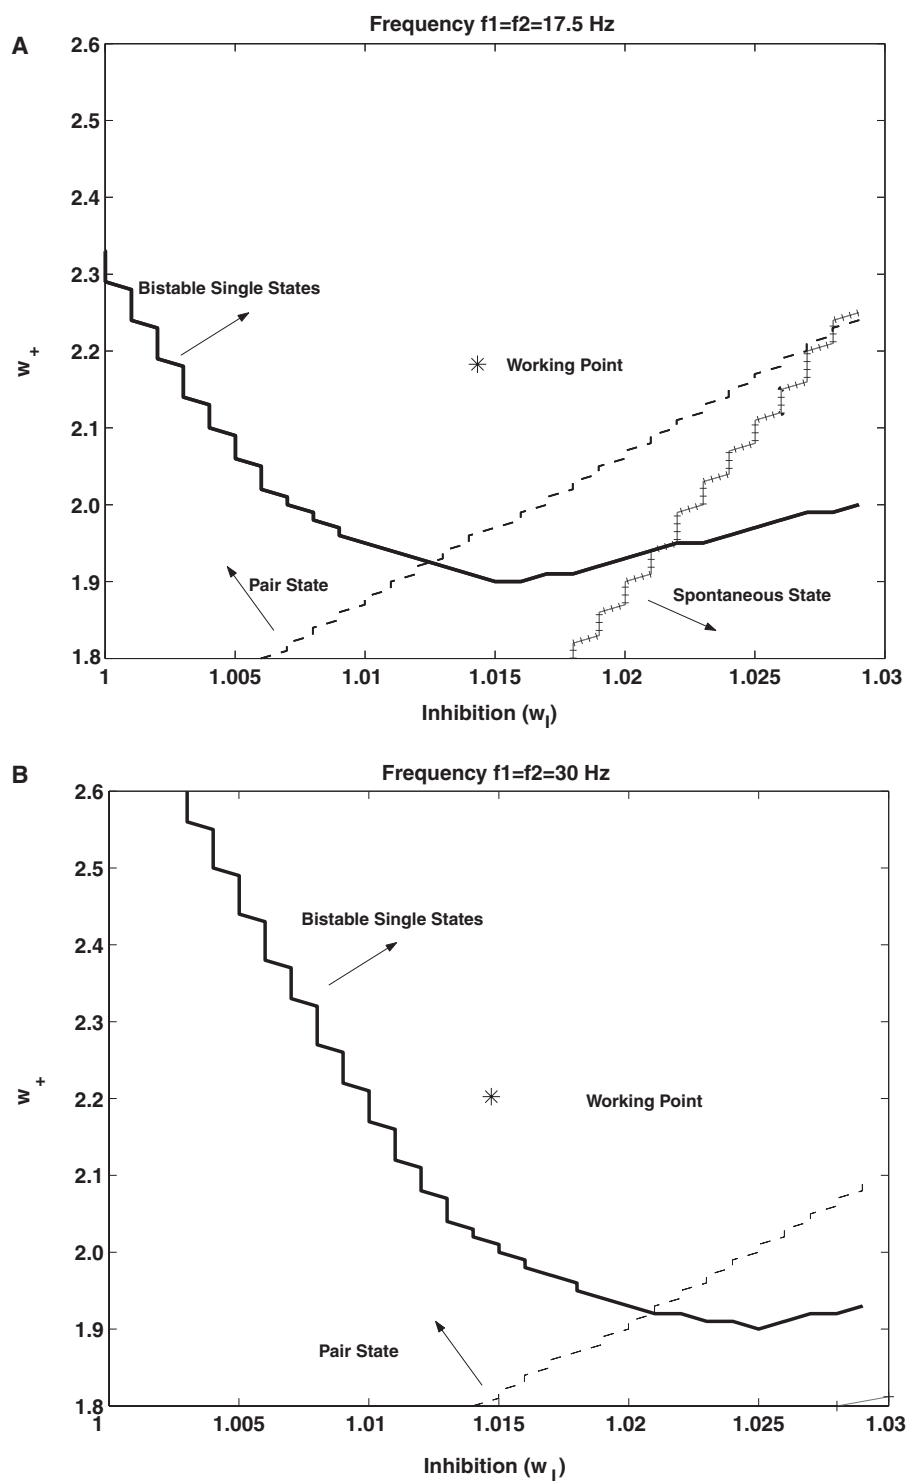 A
Frequency f1=f2=17.5 Hz
2.6
2.5
2.4
2.3
Bistable Single States
2.2
Working Point
w+
2.1
2.0
1.9
Pair State
Spontaneous State
1.8
1 1.005 1.01 1.015 1.02 1.025 1.03
Inhibition (wI)
B
Frequency f1=f2=30 Hz
2.6
2.5
Bistable Single States
2.4
2.3
2.2
Working Point
w+
2.1
2.0
1.9
Pair State
1.8
1 1.005 1.01 1.015 1.02 1.025 1.03
Inhibition (wI)